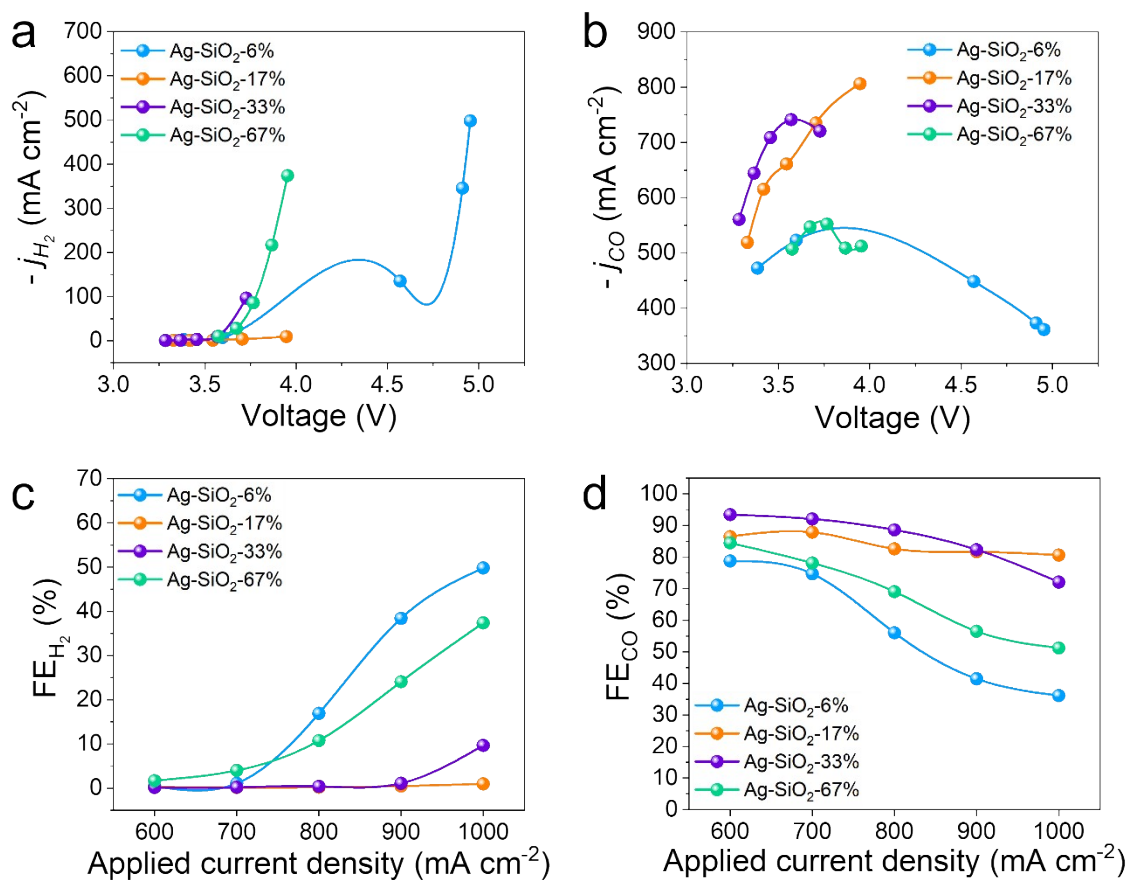 a
700
600
500
400
300
200
100
0
- j_H₂ (mA cm⁻²)
Ag-SiO₂-6%
Ag-SiO₂-17%
Ag-SiO₂-33%
Ag-SiO₂-67%
3.0 3.5 4.0 4.5 5.0
Voltage (V)
b
900
800
700
600
500
400
300
- j_CO (mA cm⁻²)
Ag-SiO₂-6%
Ag-SiO₂-17%
Ag-SiO₂-33%
Ag-SiO₂-67%
3.0 3.5 4.0 4.5 5.0
Voltage (V)
c
70
60
50
40
30
20
10
0
FE_H₂ (%)
Ag-SiO₂-6%
Ag-SiO₂-17%
Ag-SiO₂-33%
Ag-SiO₂-67%
600 700 800 900 1000
Applied current density (mA cm⁻²)
d
100
90
80
70
60
50
40
30
20
10
0
FE_CO (%)
Ag-SiO₂-6%
Ag-SiO₂-17%
Ag-SiO₂-33%
Ag-SiO₂-67%
600 700 800 900 1000
Applied current density (mA cm⁻²)